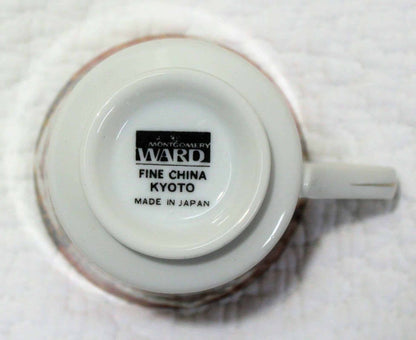 MONTGOMERY
WARD
FINE CHINA
KYOTO
MADE IN JAPAN